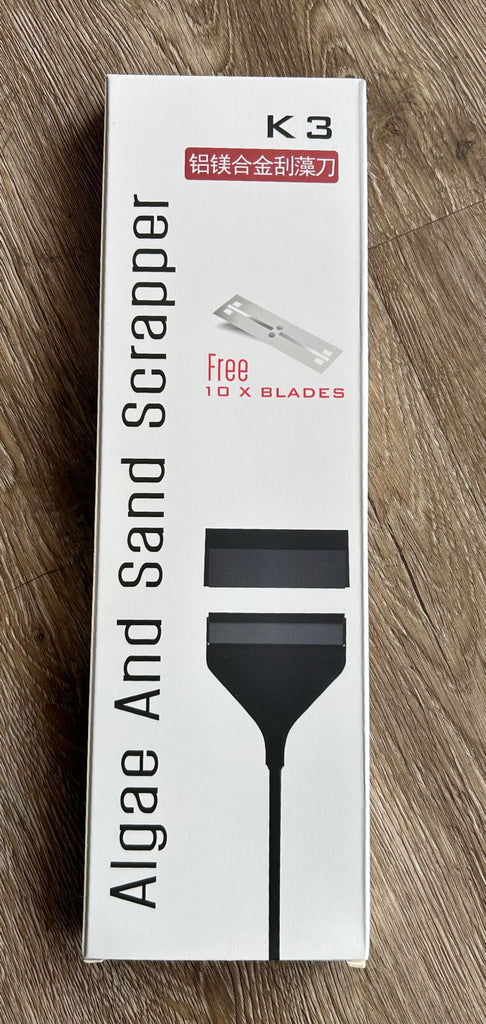 K3
铝镁合金刮藻刀
Free
10 X BLADES
Algae And Sand Scrapper